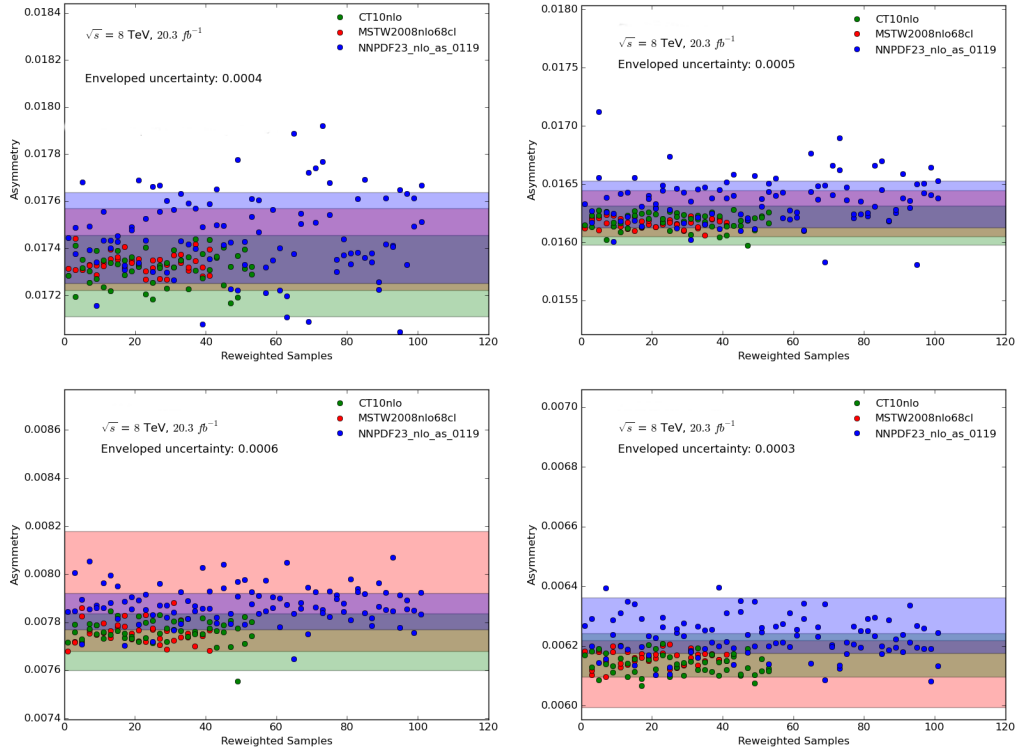 0.0184
0.0182
0.0180
0.0178
0.0176
0.0174
0.0172
Asymmetry
√s = 8 TeV, 20.3 fb⁻¹
Enveloped uncertainty: 0.0004
CT10nlo
MSTW2008nlo68cl
NNPDF23_nlo_as_0119
0 20 40 60 80 100 120
Reweighted Samples
0.0180
0.0175
0.0170
0.0165
0.0160
0.0155
Asymmetry
√s = 8 TeV, 20.3 fb⁻¹
Enveloped uncertainty: 0.0005
CT10nlo
MSTW2008nlo68cl
NNPDF23_nlo_as_0119
0 20 40 60 80 100 120
Reweighted Samples
0.0086
0.0084
0.0082
0.0080
0.0078
0.0076
0.0074
Asymmetry
√s = 8 TeV, 20.3 fb⁻¹
Enveloped uncertainty: 0.0006
CT10nlo
MSTW2008nlo68cl
NNPDF23_nlo_as_0119
0 20 40 60 80 100 120
Reweighted Samples
0.0070
0.0068
0.0066
0.0064
0.0062
0.0060
Asymmetry
√s = 8 TeV, 20.3 fb⁻¹
Enveloped uncertainty: 0.0003
CT10nlo
MSTW2008nlo68cl
NNPDF23_nlo_as_0119
0 20 40 60 80 100 120
Reweighted Samples